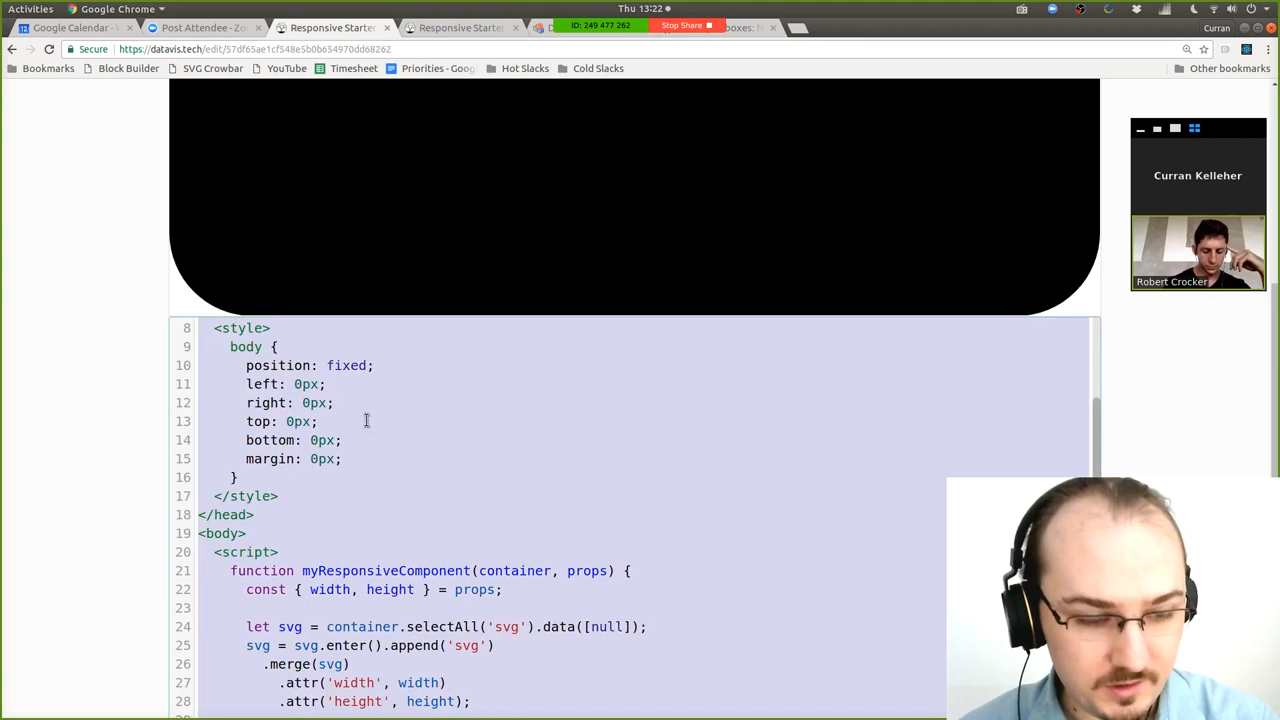 Activities
Google Chrome
Thu 13:22
Curran
Google Calendar -
Post Attendee - Zo
Responsive Starter
Responsive Starter
ID: 249 477 262
Stop Share
boxes: N
Secure
https://datavis.tech/edit/57df65ae1cf548e5b0b654970dd68262
Bookmarks
Block Builder
SVG Crowbar
YouTube
Timesheet
Priorities - Goog
Hot Slacks
Cold Slacks
Other bookmarks
Curran Kelleher
Robert Crocker
8 <style>
9 body {
10 position: fixed;
11 left: 0px;
12 right: 0px;
13 top: 0px;
14 bottom: 0px;
15 margin: 0px;
16 }
17 </style>
18 </head>
19 <body>
20 <script>
21 function myResponsiveComponent(container, props) {
22 const { width, height } = props;
23
24 let svg = container.selectAll('svg').data([null]);
25 svg = svg.enter().append('svg')
26 .merge(svg)
27 .attr('width', width)
28 .attr('height', height);